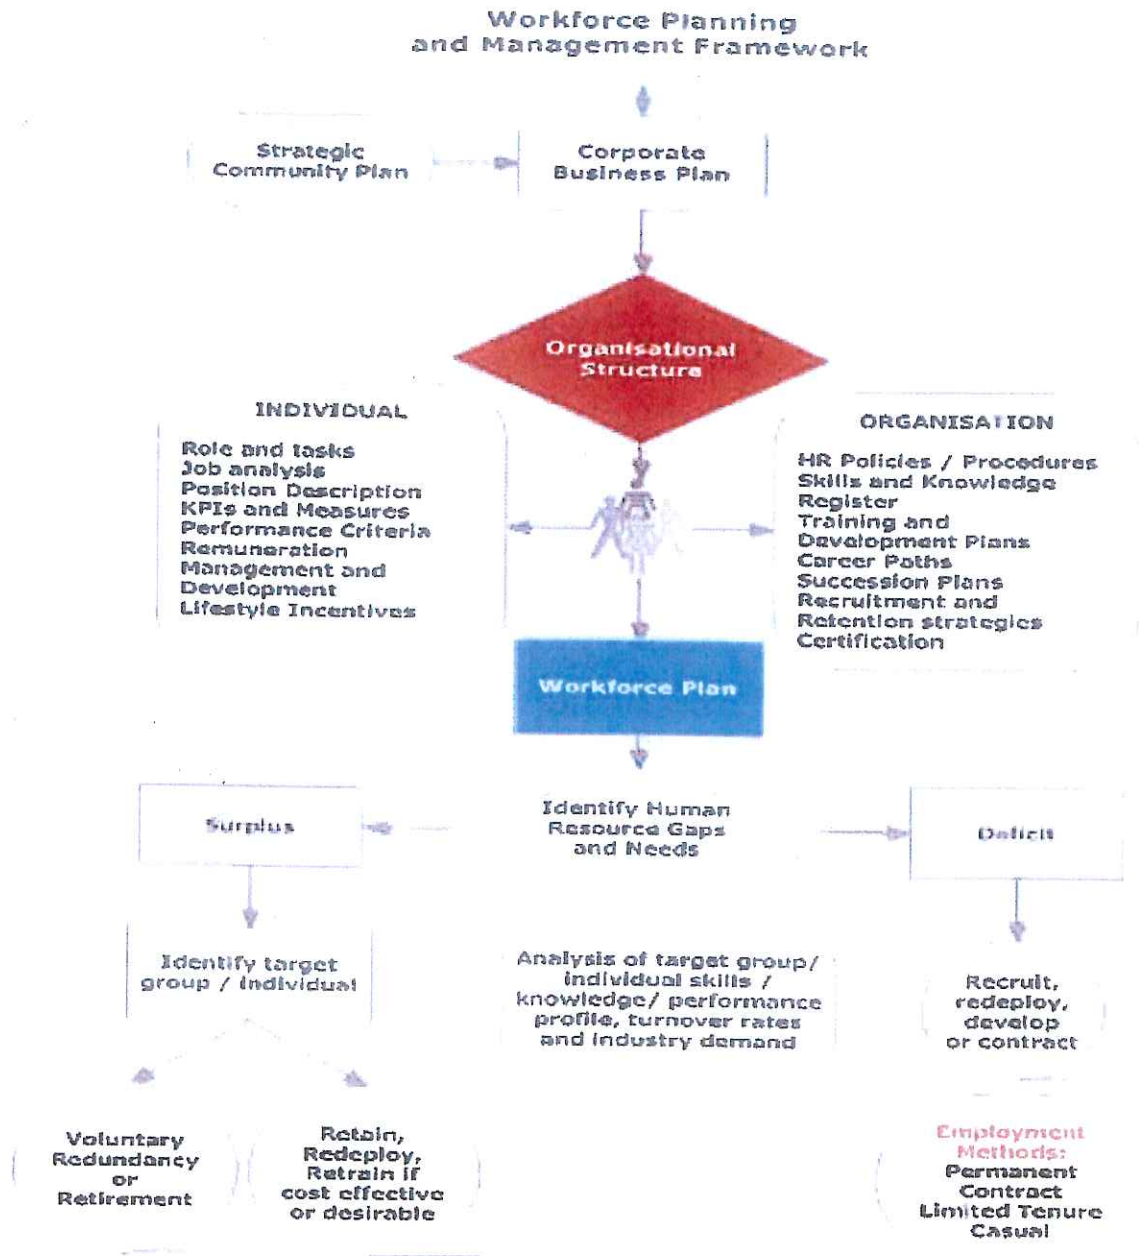 Workforce Planning
and Management Framework
Strategic
Community Plan
Corporate
Business Plan
Organisational
Structure
INDIVIDUAL
Role and tasks
Job analysis
Position Description
KPIs and Measures
Performance Criteria
Remuneration
Management and
Development
Lifestyle Incentives
ORGANISATION
HR Policies / Procedures
Skills and Knowledge
Register
Training and
Development Plans
Career Paths
Succession Plans
Recruitment and
Retention strategies
Certification
Workforce Plan
Surplus
Identify Human
Resource Gaps
and Needs
Deficit
Identify target
group / individual
Analysis of target group/
individual skills /
knowledge/ performance
profile, turnover rates
and industry demand
Recruit,
redeploy,
develop
or contract
Voluntary
Redundancy
or
Retirement
Retain,
Redeploy,
Retrain if
cost effective
or desirable
Employment
Methods:
Permanent
Contract
Limited Tenure
Casual